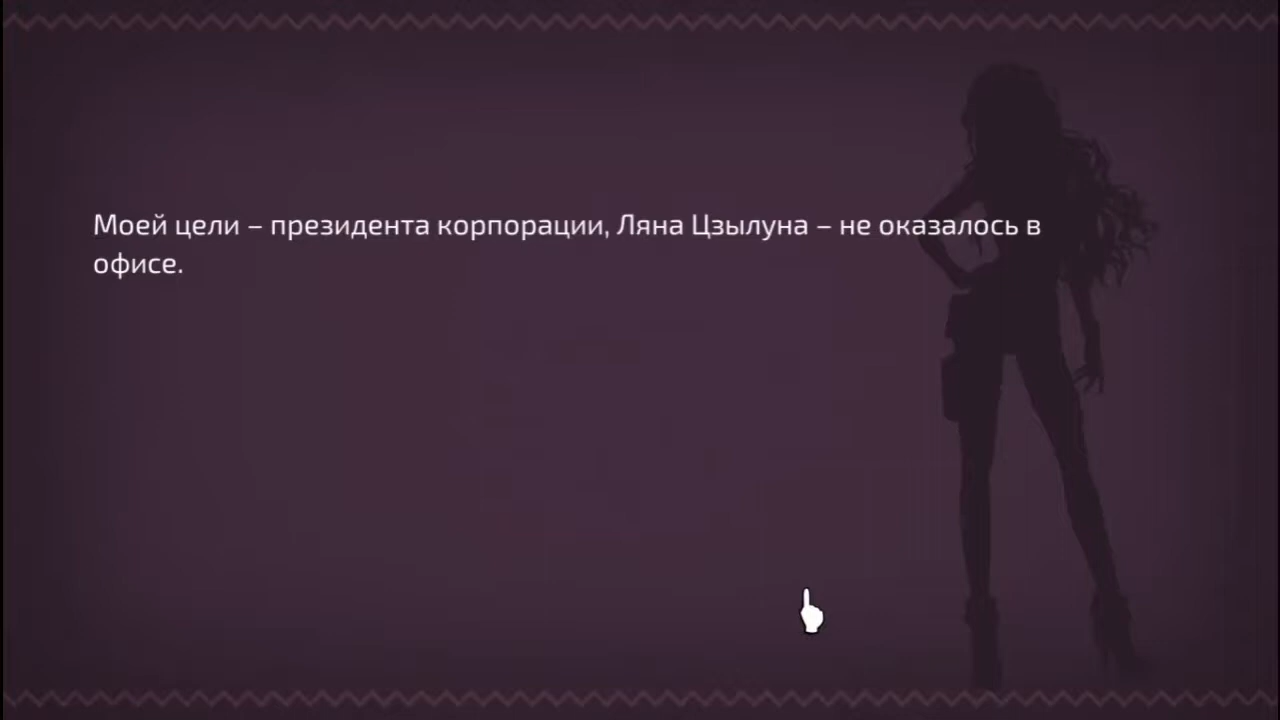 Моей цели – президента корпорации, Ляна Цзылуна – не оказалось в
офисе.